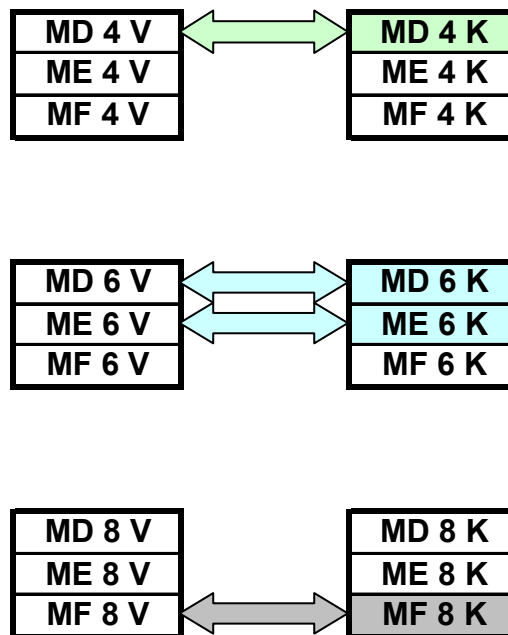 MD 4 V MD 4 K
ME 4 V ME 4 K
MF 4 V MF 4 K
MD 6 V MD 6 K
ME 6 V ME 6 K
MF 6 V MF 6 K
MD 8 V MD 8 K
ME 8 V ME 8 K
MF 8 V MF 8 K